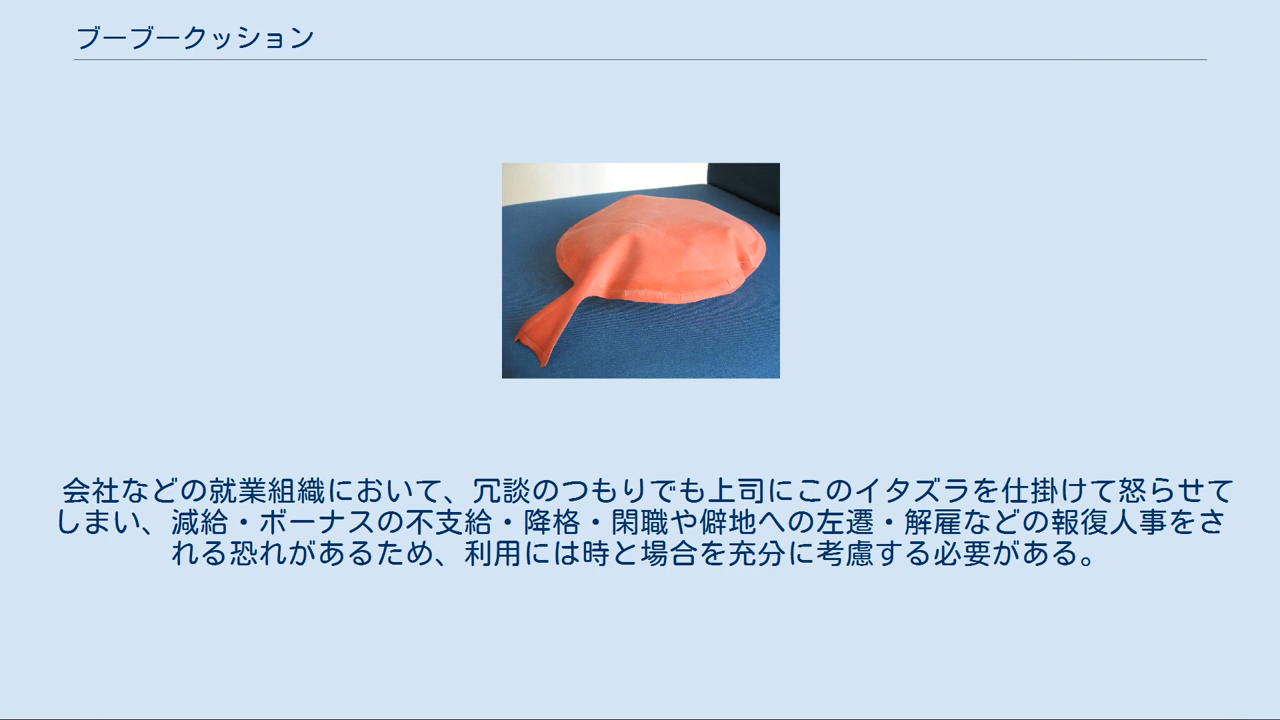 ブーブークッション
会社などの就業組織において、冗談のつもりでも上司にこのイタズラを仕掛けて怒らせて
しまい、減給・ボーナスの不支給・降格・閑職や僻地への左遷・解雇などの報復人事をさ
れる恐れがあるため、利用には時と場合を充分に考慮する必要がある。